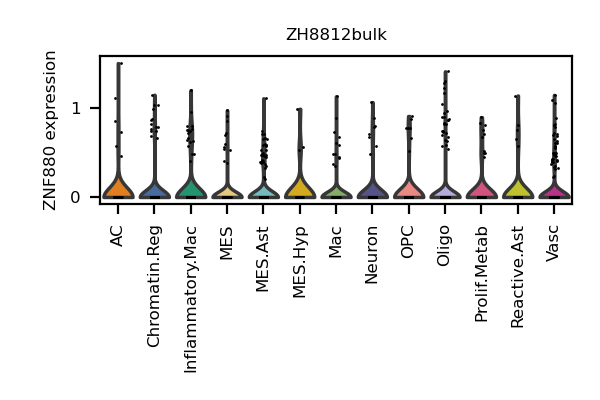 ZH8812bulk
ZNF880 expression
1
0
AC
Chromatin.Reg
Inflammatory.Mac
MES
MES.Ast
MES.Hyp
Mac
Neuron
OPC
Oligo
Prolif.Metab
Reactive.Ast
Vasc